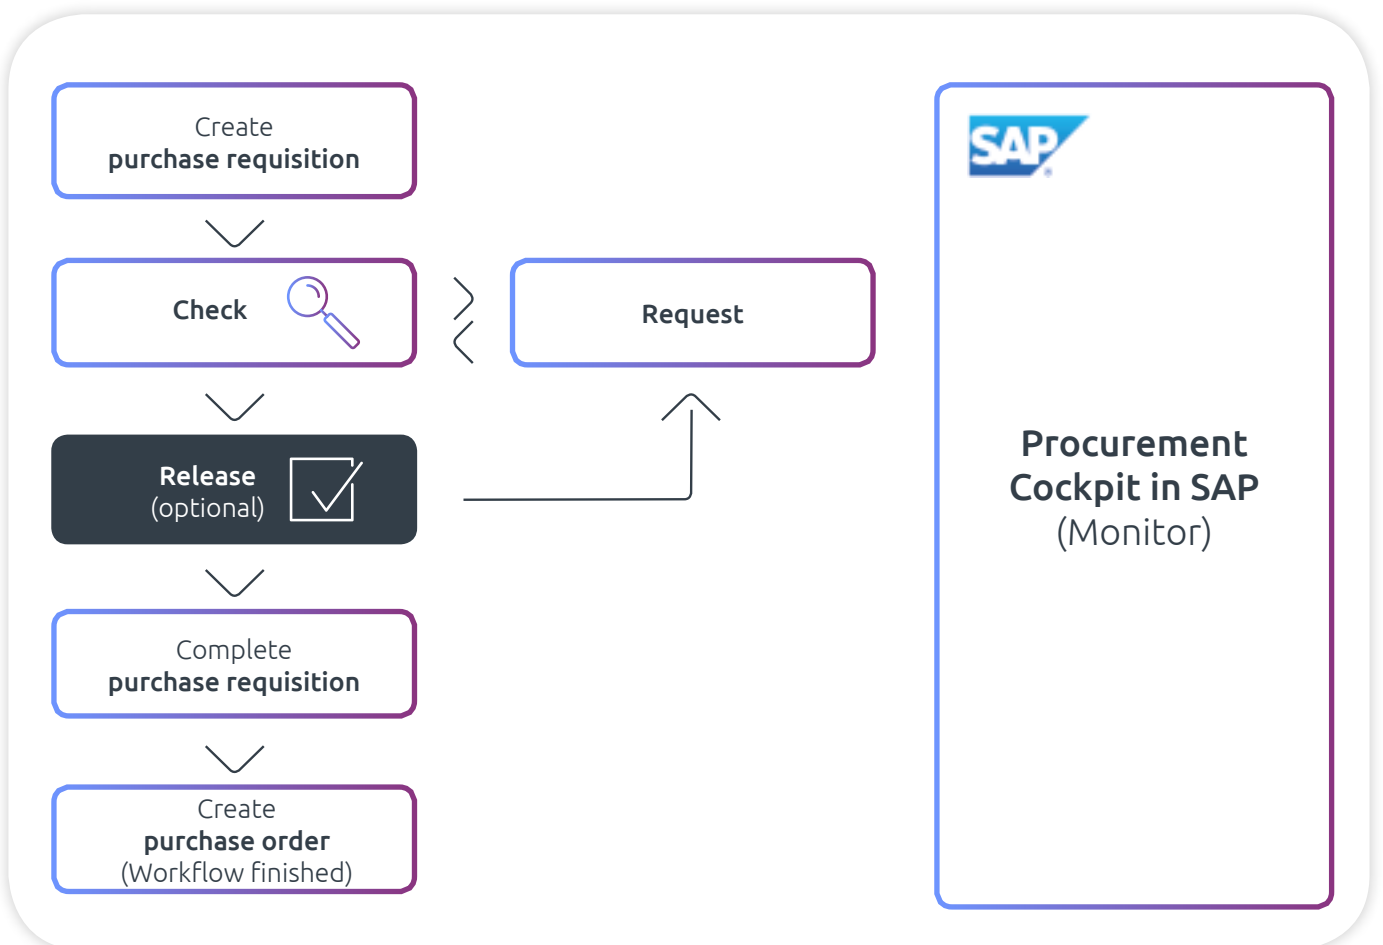 Create
purchase requisition
Check
Request
Release
(optional)
Complete
purchase requisition
Create
purchase order
(Workflow finished)
SAP
®
Procurement
Cockpit in SAP
(Monitor)